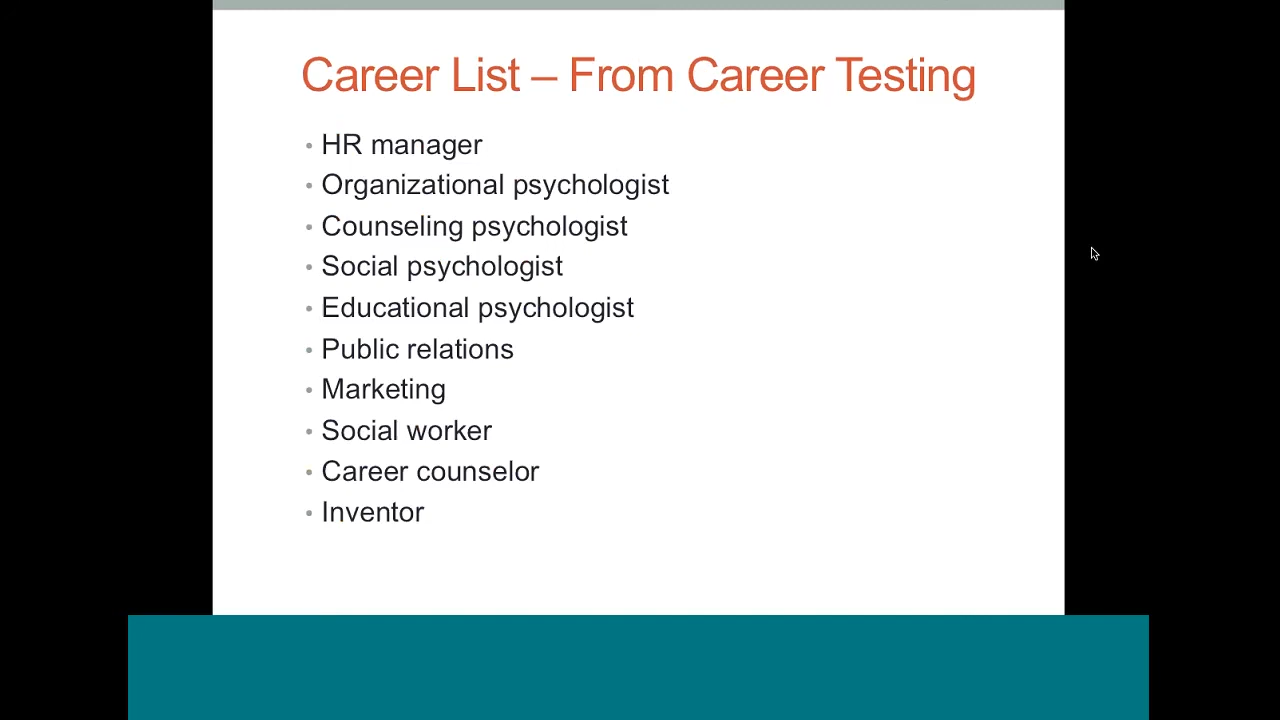 Career List – From Career Testing
• HR manager
• Organizational psychologist
• Counseling psychologist
• Social psychologist
• Educational psychologist
• Public relations
• Marketing
• Social worker
• Career counselor
• Inventor